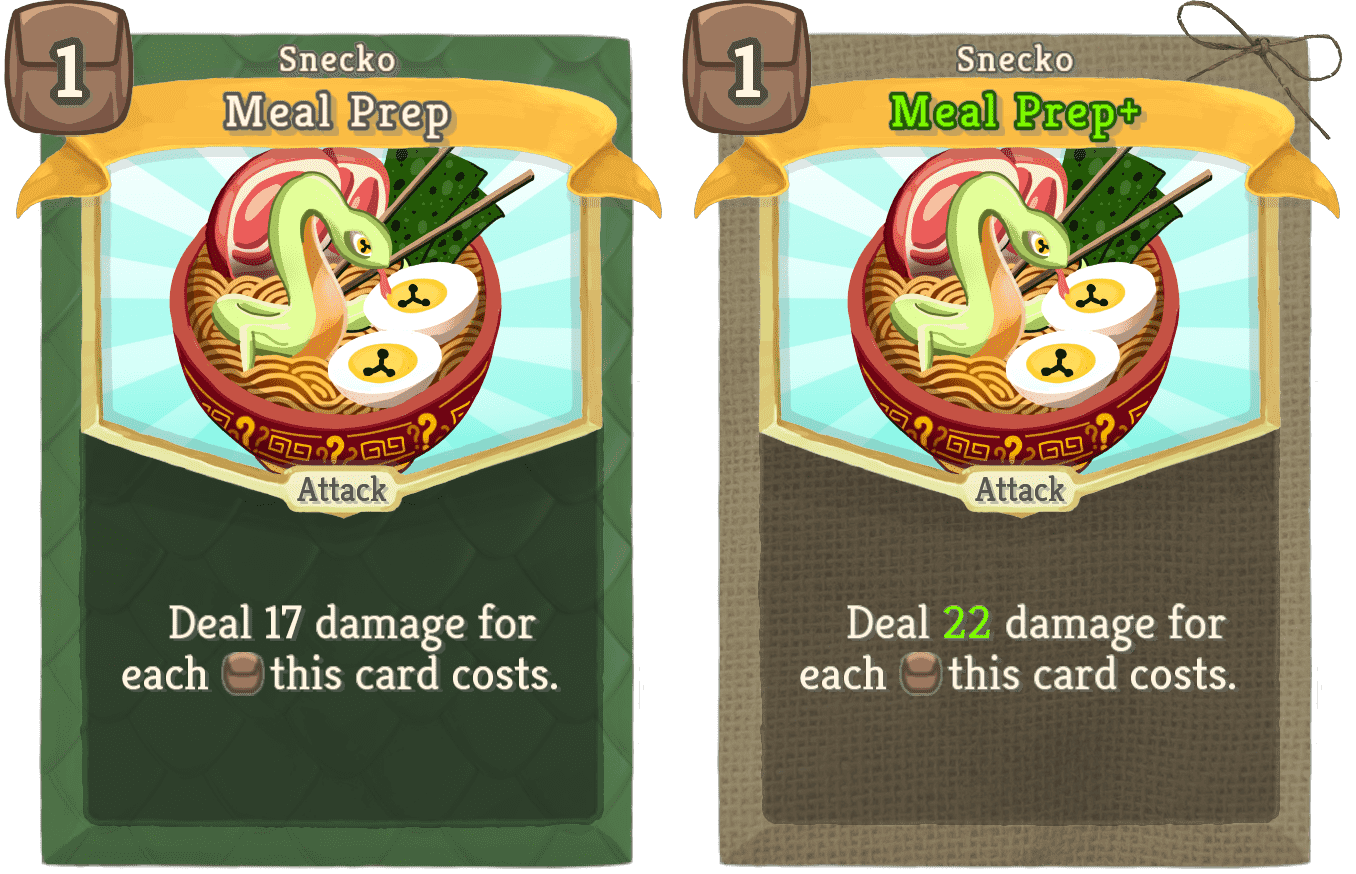 1
Snecko
Meal Prep
??
?
??
Attack
Deal 17 damage for
each this card costs.
1
Snecko
Meal Prep+
??
?
??
Attack
Deal 22 damage for
each this card costs.